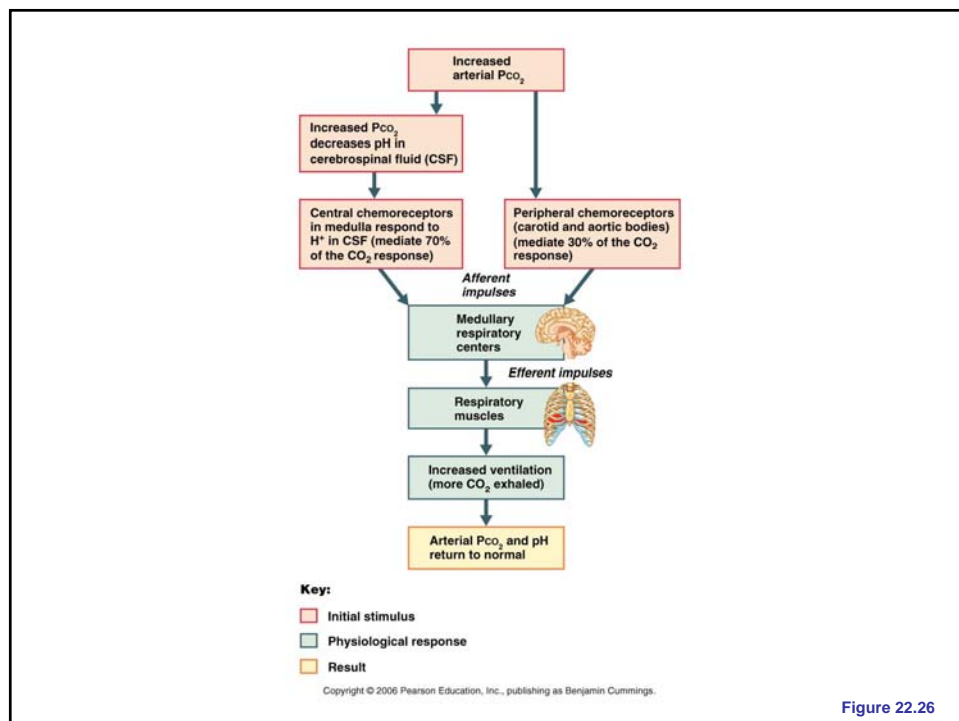 Increased
arterial PCO2
Increased PCO2
decreases pH in
cerebrospinal fluid (CSF)
Central chemoreceptors
in medulla respond to
H+ in CSF (mediate 70%
of the CO2 response)
Peripheral chemoreceptors
(carotid and aortic bodies)
(mediate 30% of the CO2
response)
Afferent
impulses
Medullary
respiratory
centers
Efferent impulses
Respiratory
muscles
Increased ventilation
(more CO2 exhaled)
Arterial PCO2 and pH
return to normal
Key:
Initial stimulus
Physiological response
Result
Copyright © 2006 Pearson Education, Inc., publishing as Benjamin Cummings.
Figure 22.26